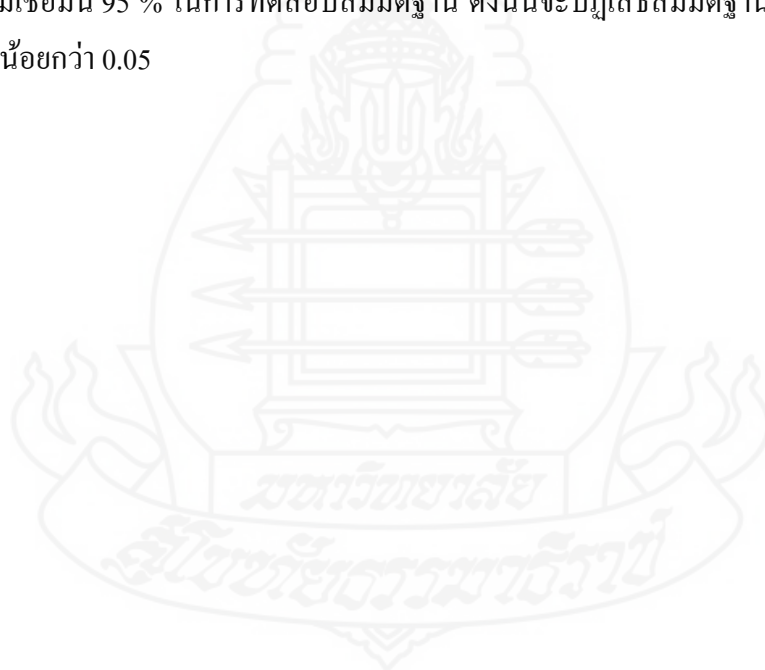 มเชื่อมั่น 95 % ในการทดสอบสมมติฐาน ดังนั้นจะปฏิเสธสมมติฐาน
น้อยกว่า 0.05
มหาวิทยาลัย
สุโขทัยธรรมาธิราช